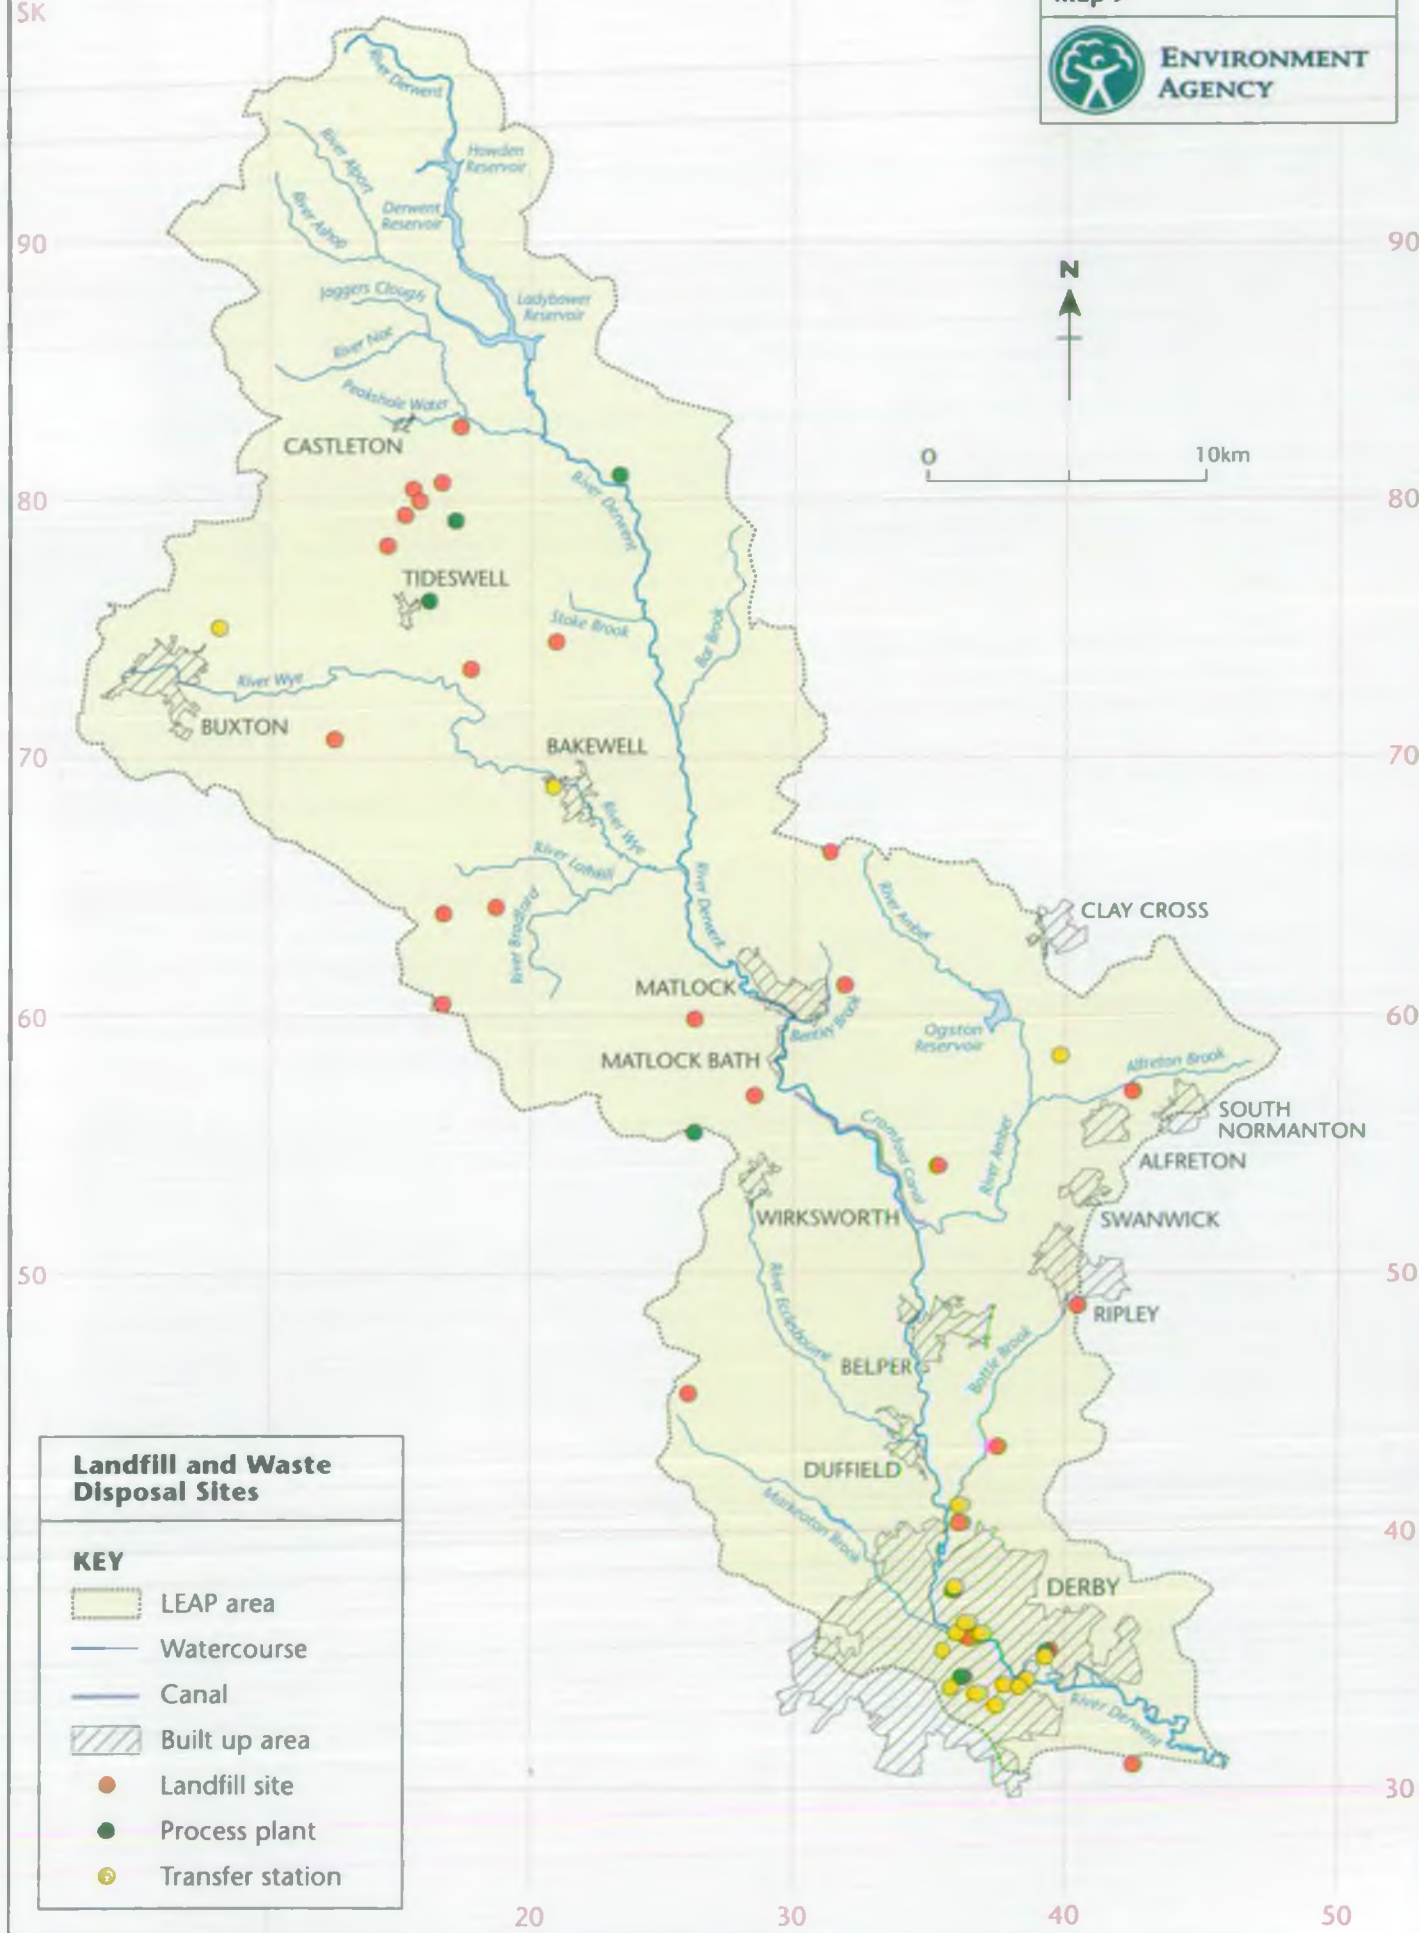 SK
ENVIRONMENT
AGENCY
River Derwent
Howden
Reservoir
River Alport
Derwent
Reservoir
River Ashop
90
90
N
Jaggers Clough
Ladybower
Reservoir
River Noe
Peakshole Water
CASTLETON
0
10km
80
River Derwent
80
TIDESWELL
Stoke Brook
Bar Brook
River Wye
BUXTON
BAKEWELL
70
70
River Wye
River Lathkill
River Derwent
River Bradford
River Amber
CLAY CROSS
MATLOCK
60
Bentley Brook
Ogston
Reservoir
60
MATLOCK BATH
Alfreton Brook
SOUTH
NORMANTON
Cromford Canal
River Amber
ALFRETON
WIRKSWORTH
SWANWICK
50
50
River Ecclesbourne
RIPLEY
BELPER
Bottle Brook
DUFFIELD
Markeaton Brook
40
DERBY
River Derwent
30
Landfill and Waste
Disposal Sites
KEY
LEAP area
Watercourse
Canal
Built up area
Landfill site
Process plant
Transfer station
20
30
40
50